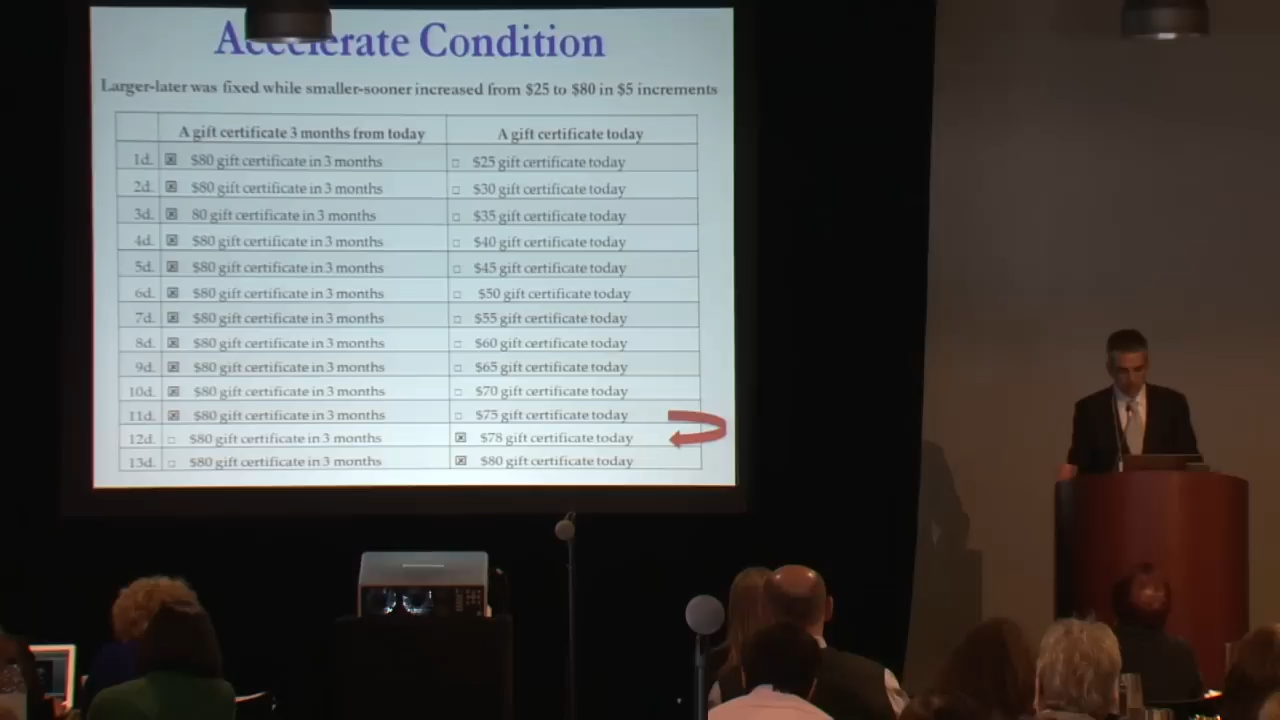 Accelerate Condition
Larger-later was fixed while smaller-sooner increased from $25 to $80 in $5 increments
A gift certificate 3 months from today A gift certificate today
1d. $80 gift certificate in 3 months $25 gift certificate today
2d. $80 gift certificate in 3 months $30 gift certificate today
3d. 80 gift certificate in 3 months $35 gift certificate today
4d. $80 gift certificate in 3 months $40 gift certificate today
5d. $80 gift certificate in 3 months $45 gift certificate today
6d. $80 gift certificate in 3 months $50 gift certificate today
7d. $80 gift certificate in 3 months $55 gift certificate today
8d. $80 gift certificate in 3 months $60 gift certificate today
9d. $80 gift certificate in 3 months $65 gift certificate today
10d. $80 gift certificate in 3 months $70 gift certificate today
11d. $80 gift certificate in 3 months $75 gift certificate today
12d. $80 gift certificate in 3 months $78 gift certificate today
13d. $80 gift certificate in 3 months $80 gift certificate today